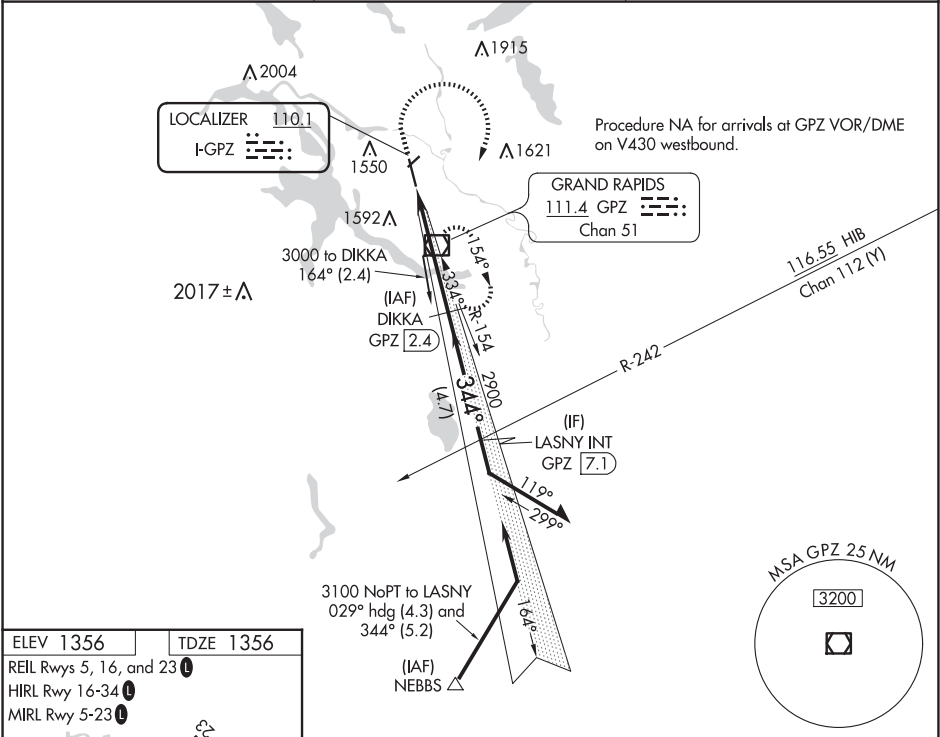 1915
2004
LOCALIZER 110.1
I-GPZ
1550
1621
Procedure NA for arrivals at GPZ VOR/DME
on V430 westbound.
GRAND RAPIDS
111.4 GPZ
Chan 51
1592
3000 to DIKKA
164° (2.4)
154°
334°
R-154
116.55 HIB
Chan 112 (Y)
2017 ±
(IAF)
DIKKA
GPZ 2.4
R-242
2900
344°
(4.7)
(IF)
LASNY INT
GPZ 7.1
119°
299°
3100 NoPT to LASNY
029° hdg (4.3) and
344° (5.2)
164°
(IAF)
NEBBS
MSA GPZ 25 NM
3200
ELEV 1356 TDZE 1356
REIL Rwys 5, 16, and 23 L
HIRL Rwy 16-34 L
MIRL Rwy 5-23 L
23